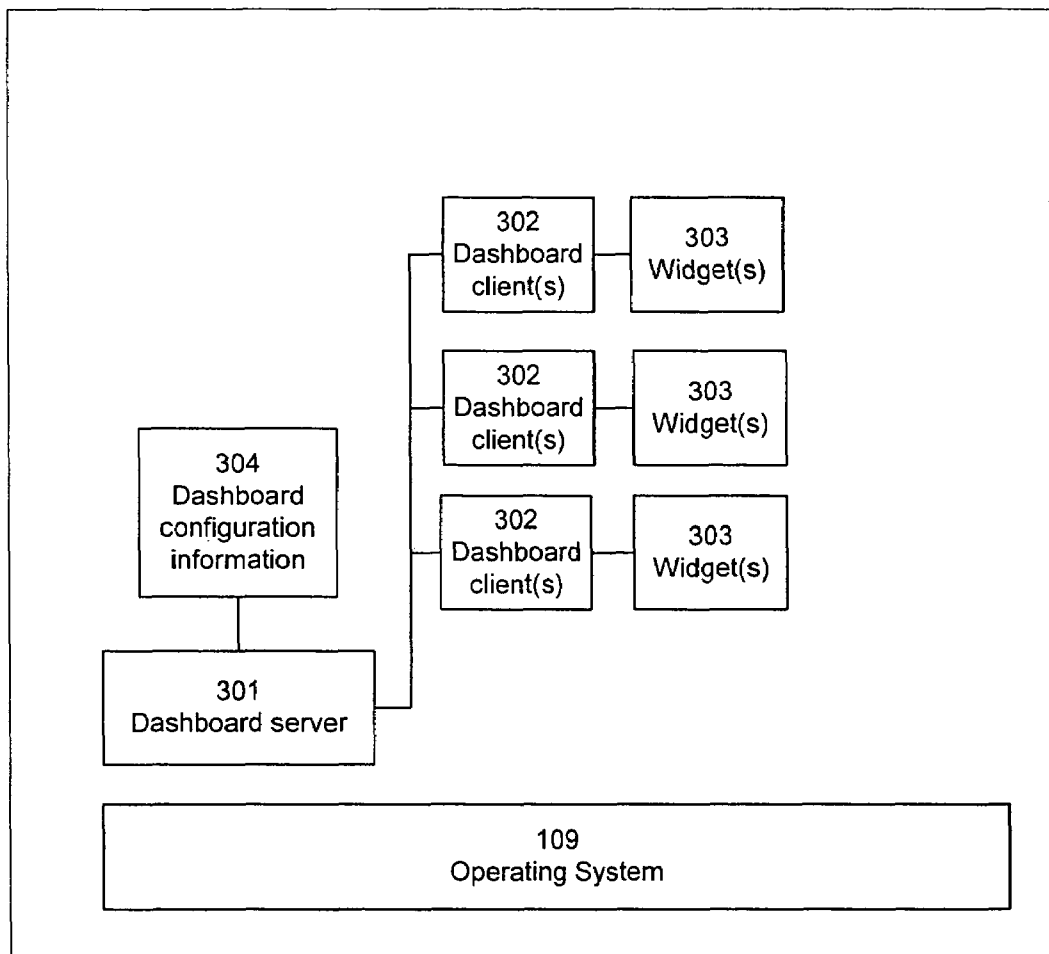 302
Dashboard
client(s)
303
Widget(s)
302
Dashboard
client(s)
303
Widget(s)
304
Dashboard
configuration
information
302
Dashboard
client(s)
303
Widget(s)
301
Dashboard server
109
Operating System